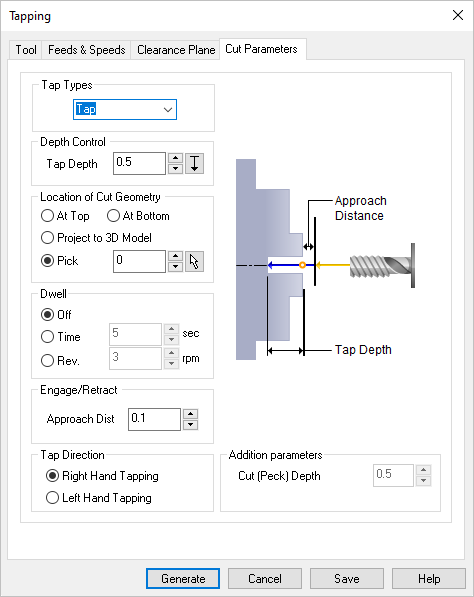 Tapping
Tool Feeds & Speeds Clearance Plane Cut Parameters
Tap Types
Tap
Depth Control
Tap Depth 0.5
Location of Cut Geometry
At Top At Bottom
Project to 3D Model
Pick 0
Dwell
Off
Time 5 sec
Rev. 3 rpm
Engage/Retract
Approach Dist 0.1
Tap Direction
Right Hand Tapping
Left Hand Tapping
Approach
Distance
Tap Depth
Addition parameters
Cut (Peck) Depth 0.5
Generate Cancel Save Help